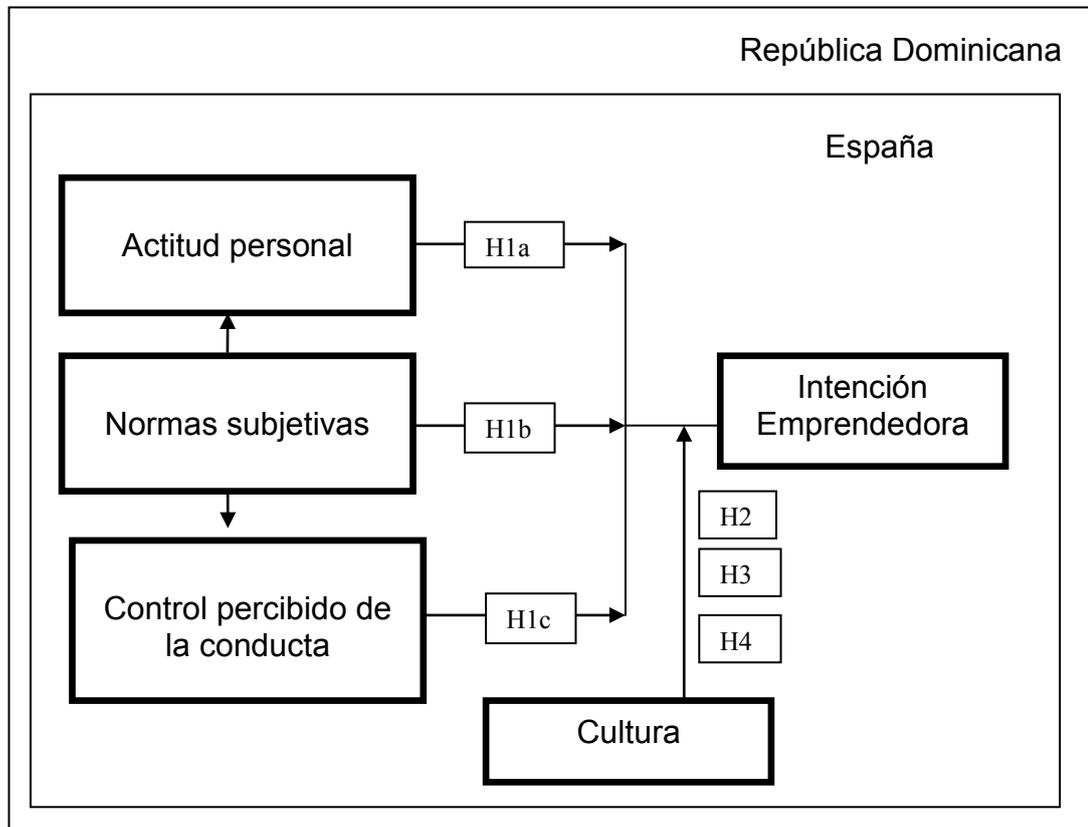 República Dominicana
España
Actitud personal
H1a
Normas subjetivas
H1b
Intención
Emprendedora
H2
H3
Control percibido de
la conducta
H1c
H4
Cultura